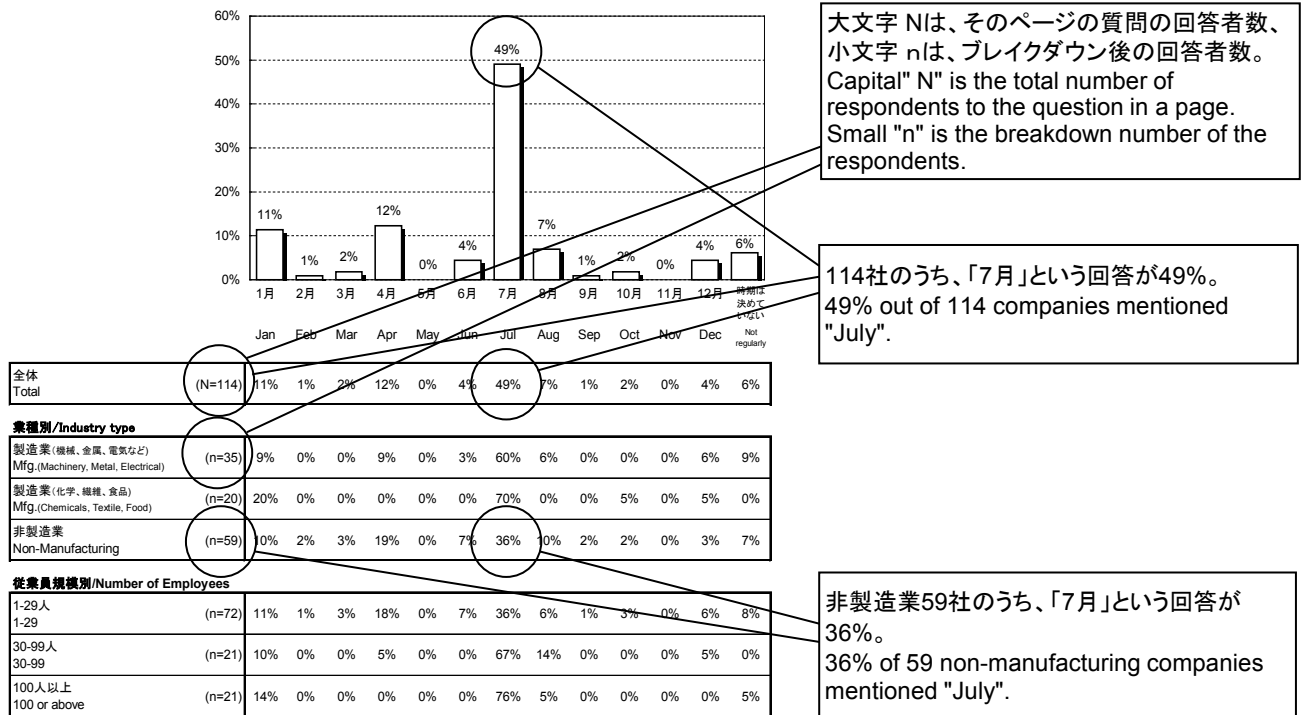 60%
50%
40%
30%
20%
10%
0%
11%
1%
2%
12%
0%
4%
49%
7%
1%
2%
0%
4%
6%
1月 2月 3月 4月 5月 6月 7月 8月 9月 10月 11月 12月 時期は
決めて
いない
Jan Feb Mar Apr May Jun Jul Aug Sep Oct Nov Dec Not
regularly
全体
Total (N=114) 11% 1% 2% 12% 0% 4% 49% 7% 1% 2% 0% 4% 6%
業種別/Industry type
製造業(機械、金属、電気など)
Mfg.(Machinery, Metal, Electrical) (n=35) 9% 0% 0% 9% 0% 3% 60% 6% 0% 0% 0% 6% 9%
製造業(化学、繊維、食品)
Mfg.(Chemicals, Textile, Food) (n=20) 20% 0% 0% 0% 0% 0% 70% 0% 0% 5% 0% 5% 0%
非製造業
Non-Manufacturing (n=59) 10% 2% 3% 19% 0% 7% 36% 10% 2% 2% 0% 3% 7%
従業員規模別/Number of Employees
1-29人
1-29 (n=72) 11% 1% 3% 18% 0% 7% 36% 6% 1% 3% 0% 6% 8%
30-99人
30-99 (n=21) 10% 0% 0% 5% 0% 0% 67% 14% 0% 0% 0% 5% 0%
100人以上
100 or above (n=21) 14% 0% 0% 0% 0% 0% 76% 5% 0% 0% 0% 0% 5%
大文字 Nは、そのページの質問の回答者数、
小文字 nは、ブレイクダウン後の回答者数。
Capital" N" is the total number of
respondents to the question in a page.
Small "n" is the breakdown number of the
respondents.
114社のうち、「7月」という回答が49%。
49% out of 114 companies mentioned
"July".
非製造業59社のうち、「7月」という回答が
36%。
36% of 59 non-manufacturing companies
mentioned "July".